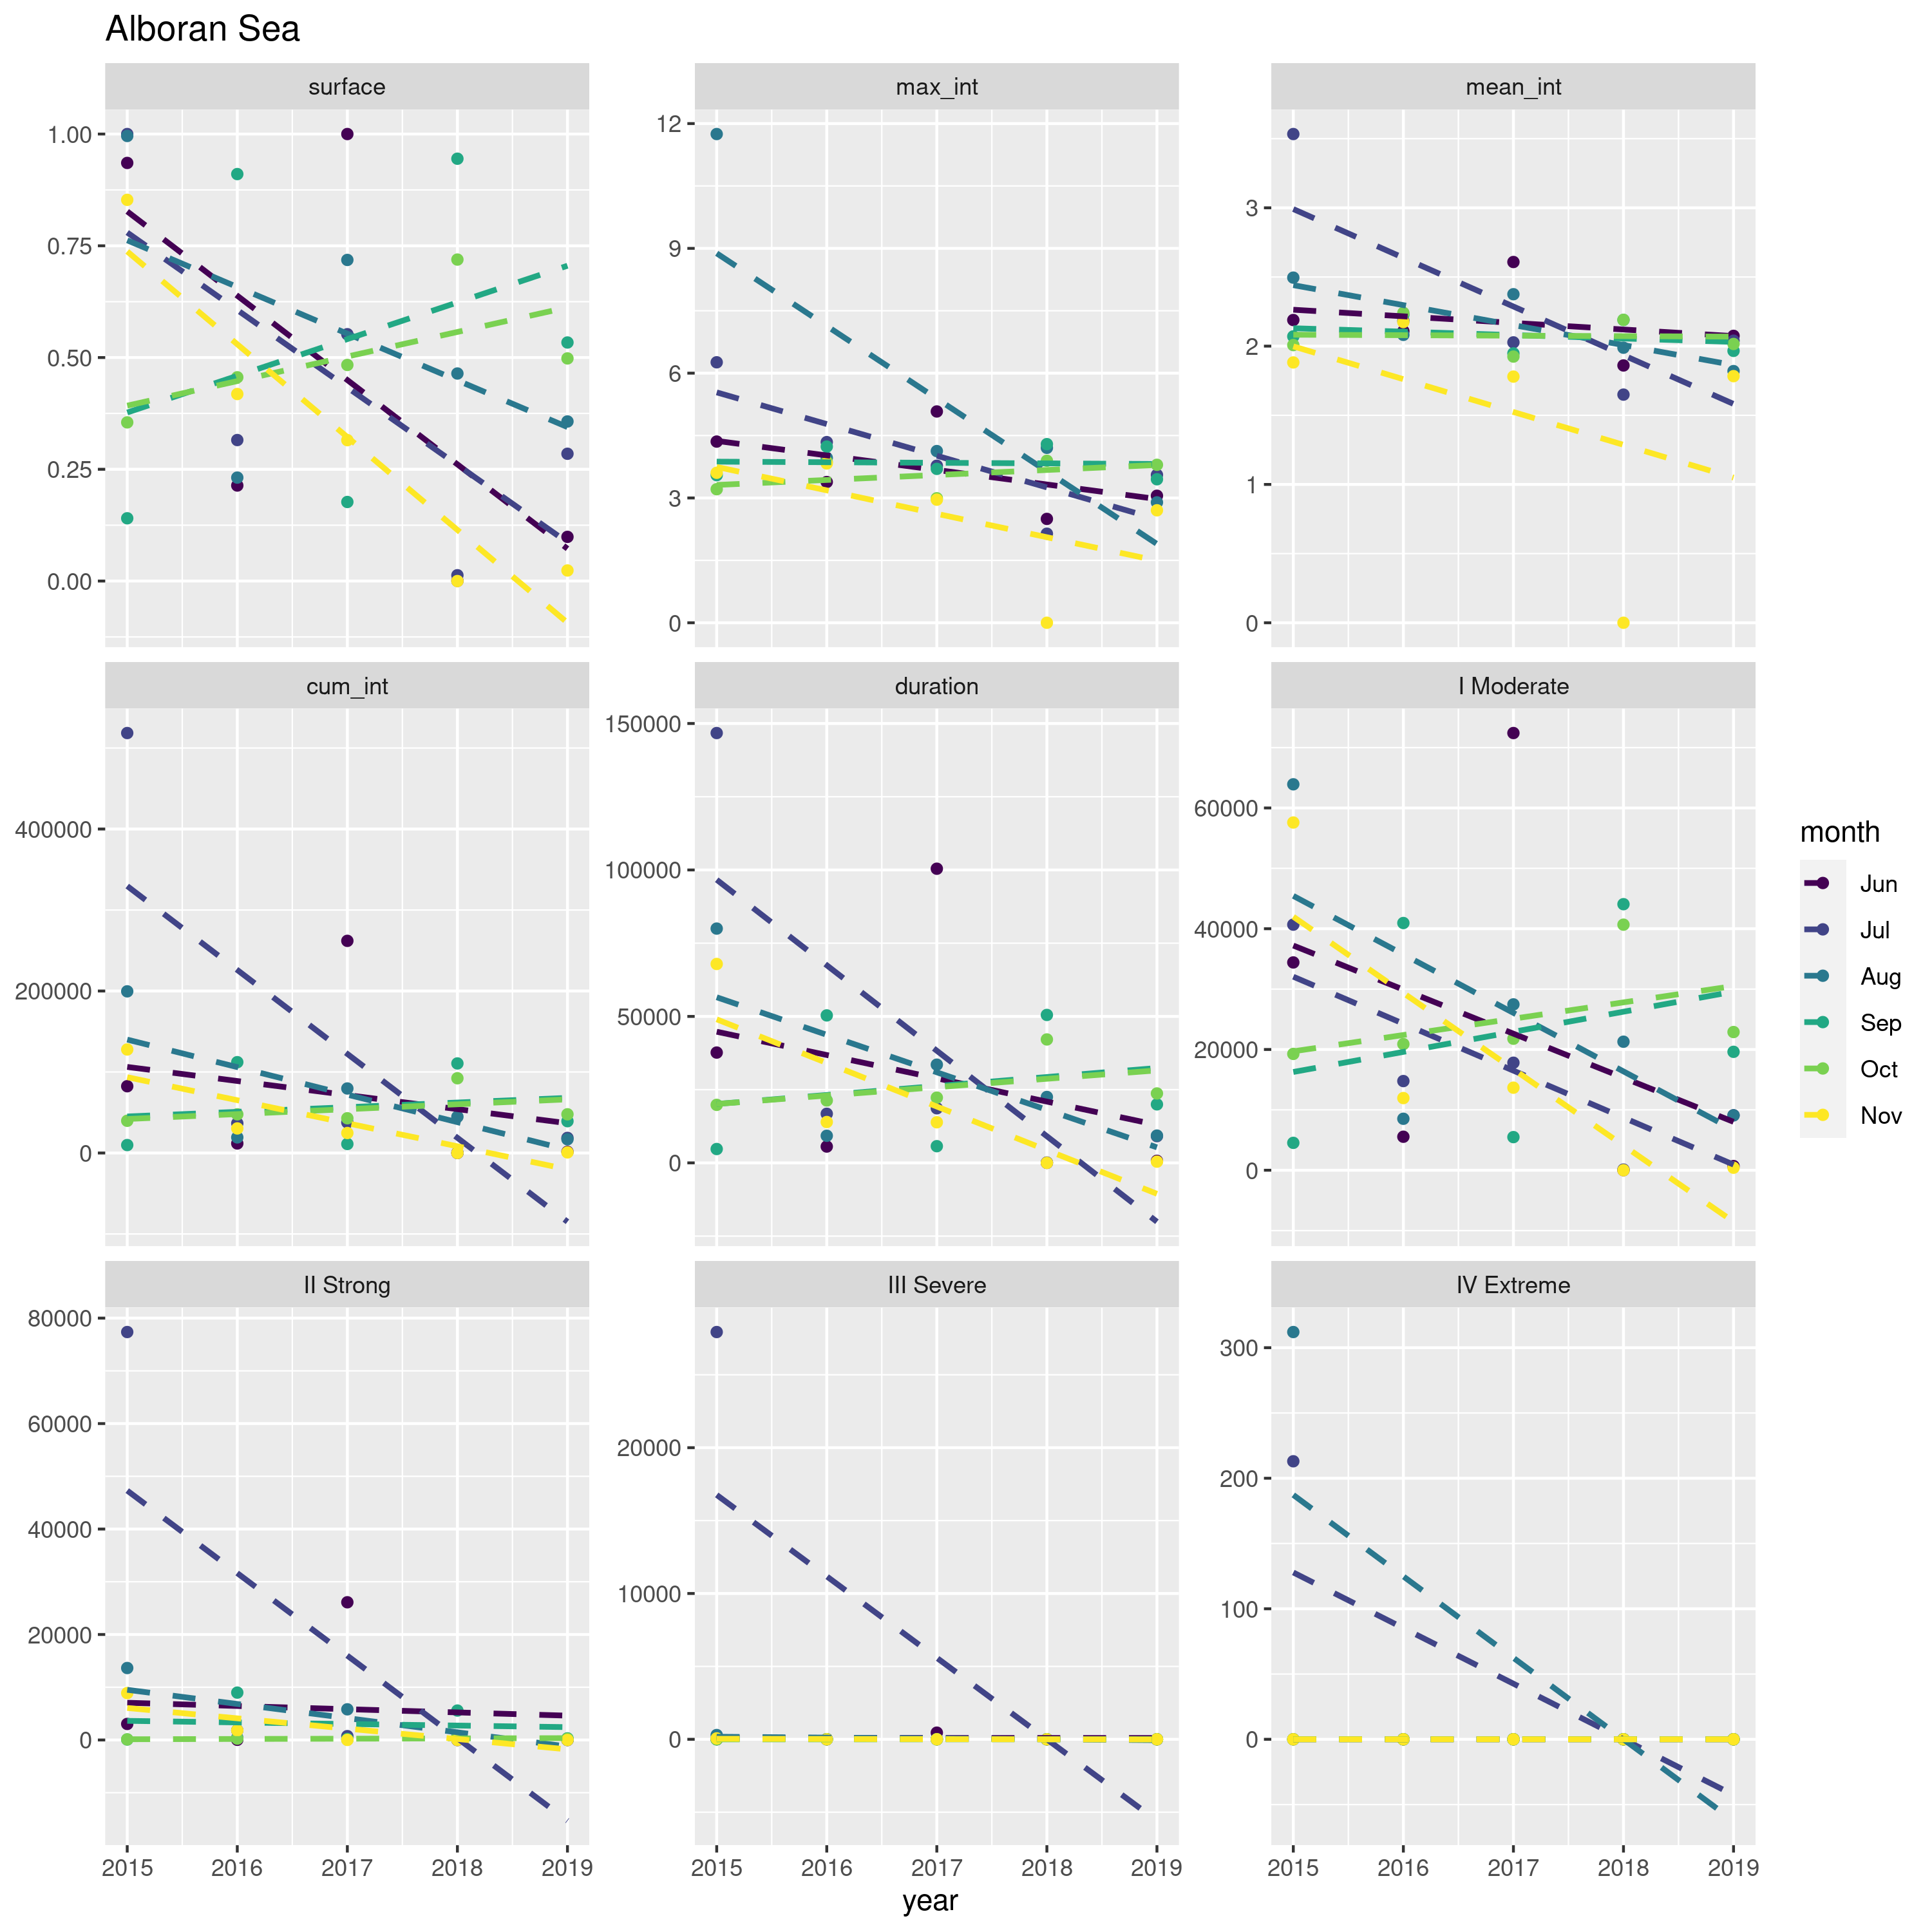 Alboran Sea
surface
max_int
mean_int
1.00
0.75
0.50
0.25
0.00
12
9
6
3
0
3
2
1
0
cum_int
duration
I Moderate
400000
200000
0
150000
100000
50000
0
60000
40000
20000
0
month
Jun
Jul
Aug
Sep
Oct
Nov
II Strong
III Severe
IV Extreme
80000
60000
40000
20000
0
20000
10000
0
300
200
100
0
2015 2016 2017 2018 2019
2015 2016 2017 2018 2019
2015 2016 2017 2018 2019
year